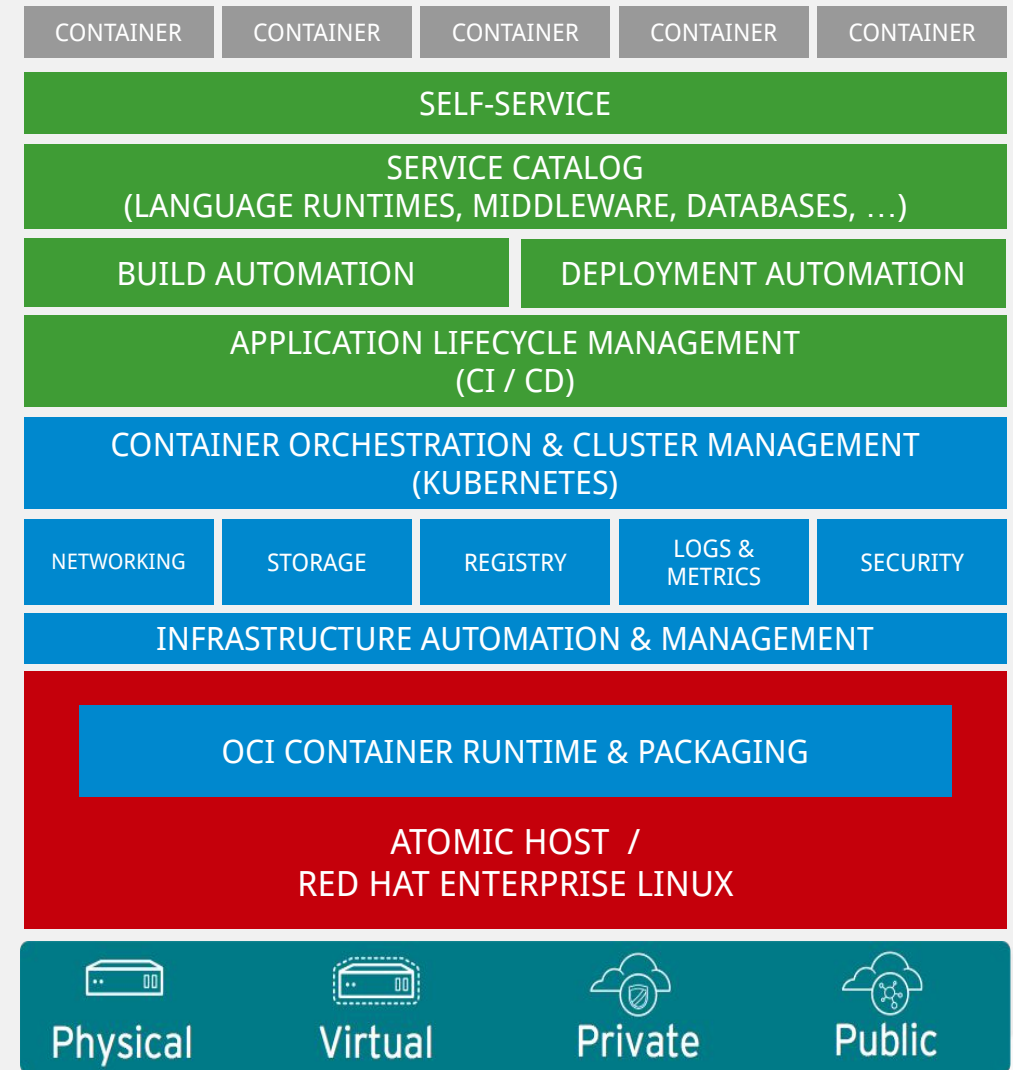 CONTAINER CONTAINER CONTAINER CONTAINER CONTAINER
SELF-SERVICE
SERVICE CATALOG
(LANGUAGE RUNTIMES, MIDDLEWARE, DATABASES, …)
BUILD AUTOMATION DEPLOYMENT AUTOMATION
APPLICATION LIFECYCLE MANAGEMENT
(CI / CD)
CONTAINER ORCHESTRATION & CLUSTER MANAGEMENT
(KUBERNETES)
NETWORKING
STORAGE
REGISTRY
LOGS &
METRICS
SECURITY
INFRASTRUCTURE AUTOMATION & MANAGEMENT
OCI CONTAINER RUNTIME & PACKAGING
ATOMIC HOST /
RED HAT ENTERPRISE LINUX
Physical Virtual Private Public